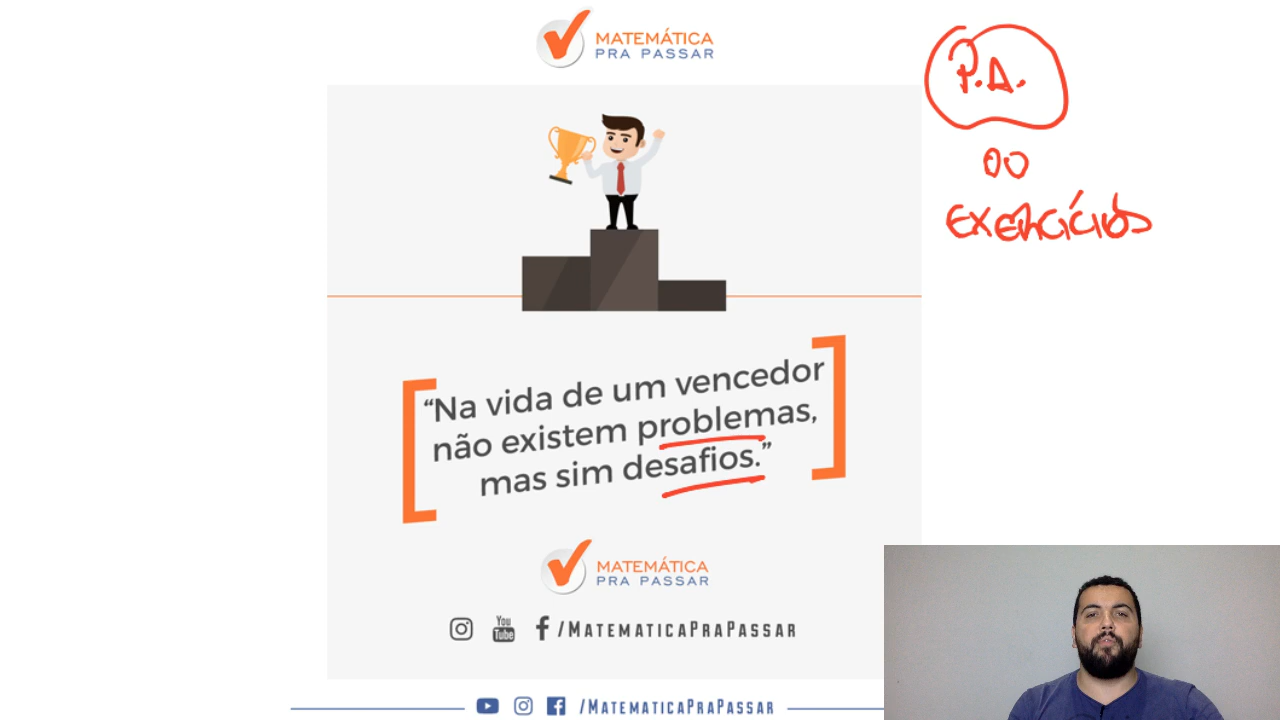 MATEMÁTICA
PRA PASSAR
P.A.
00
EXERCÍCIOS
“Na vida de um vencedor
não existem problemas,
mas sim desafios.”
MATEMÁTICA
PRA PASSAR
You
Tube
f/MATEMATICAPRAPASSAR
/MATEMATICAPRAPASSAR